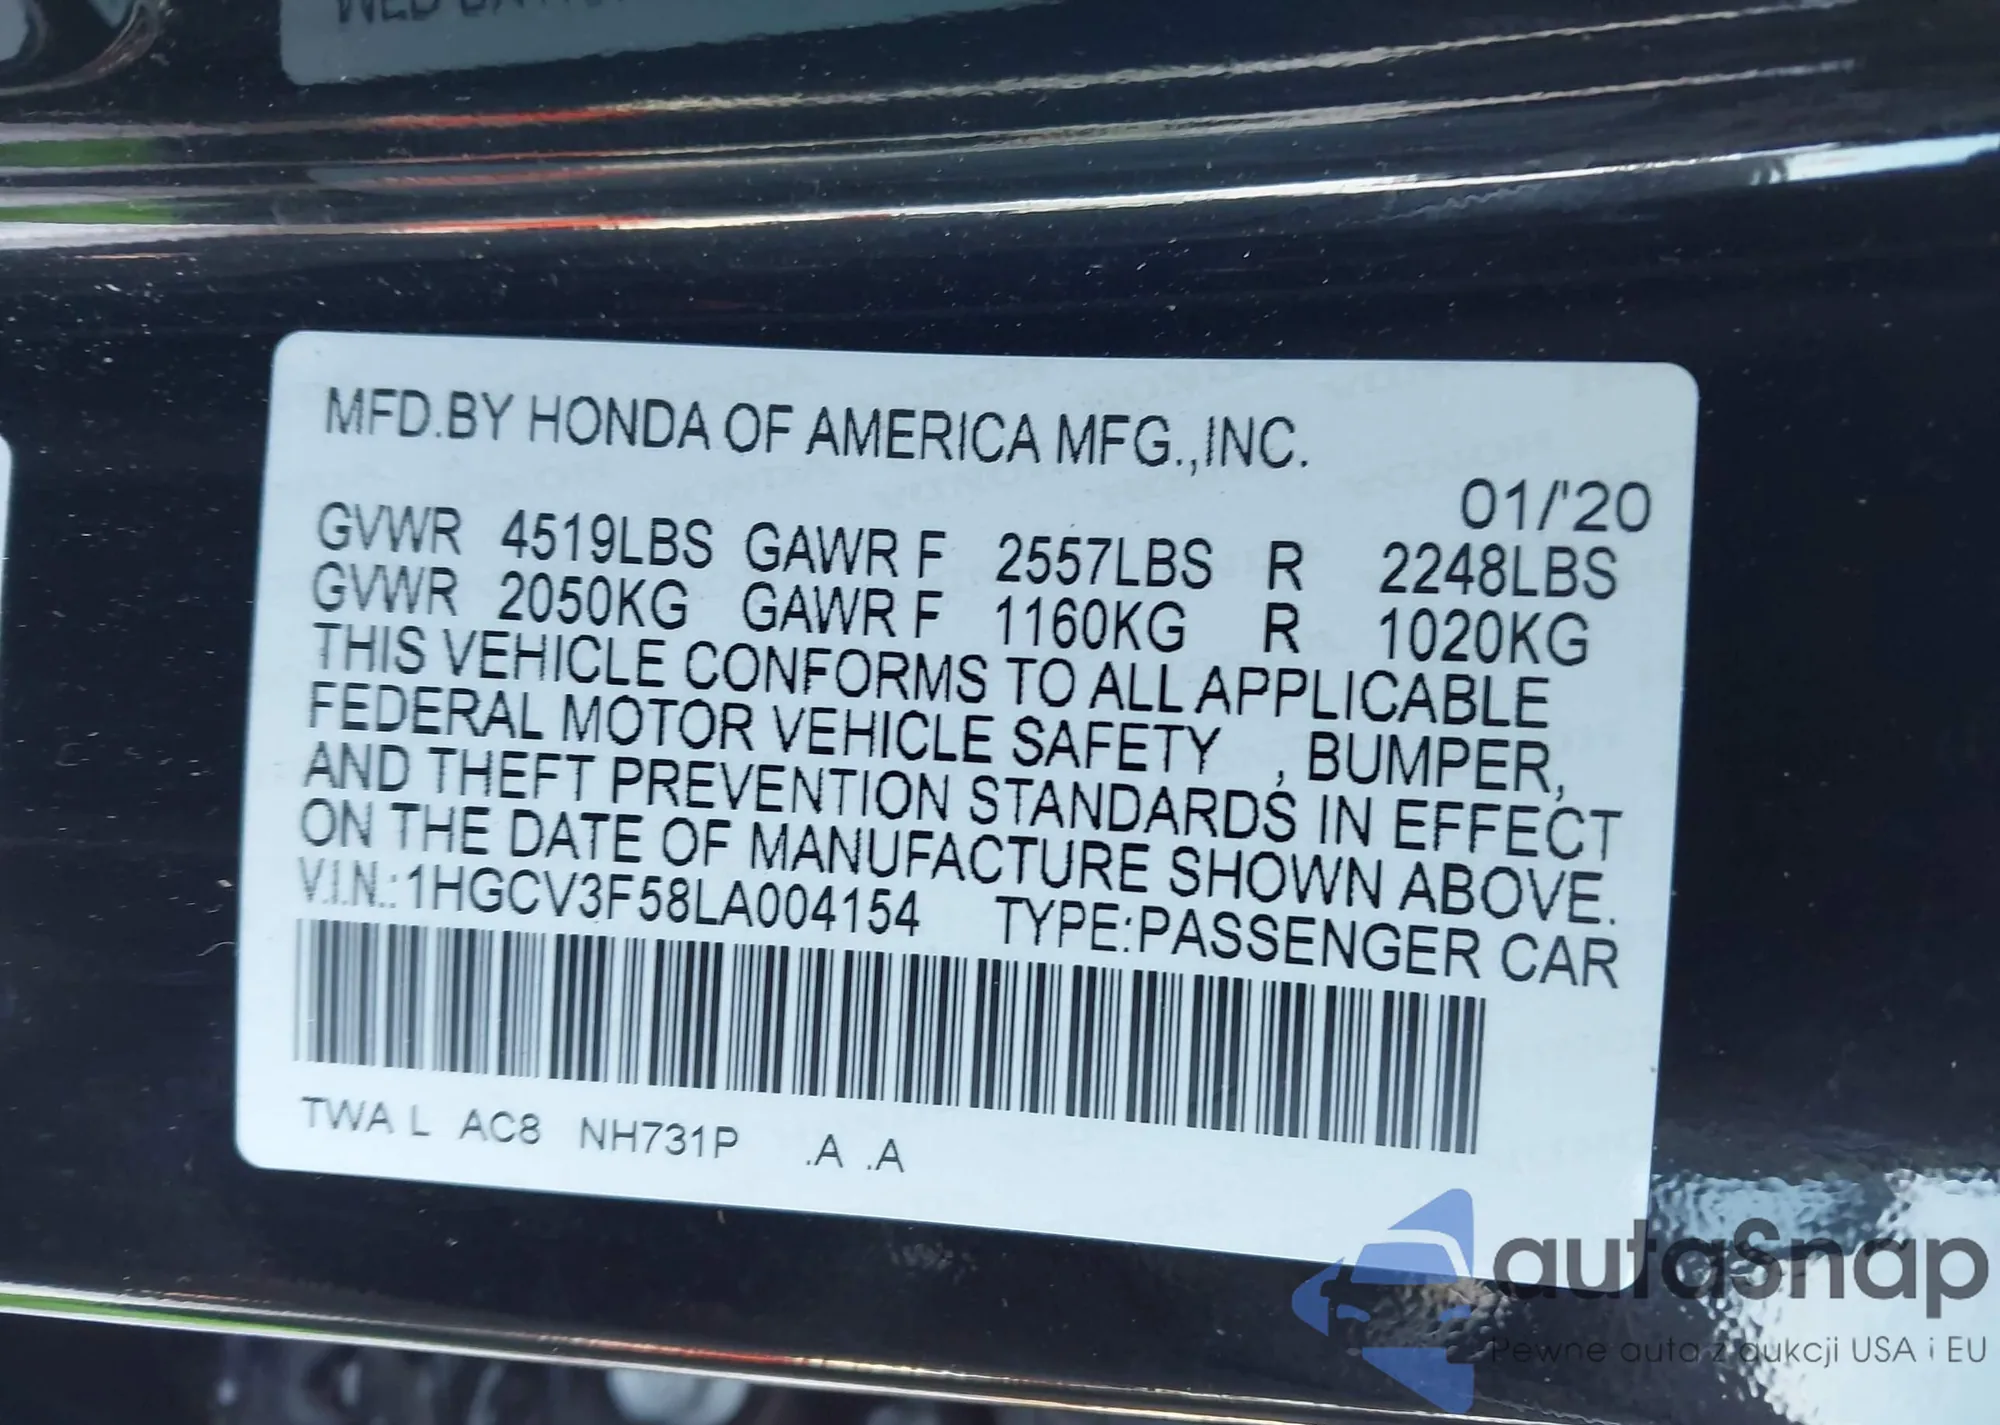 MFD.BY HONDA OF AMERICA MFG.,INC.
01/'20
GVWR 4519LBS GAWR F 2557LBS R 2248LBS
GVWR 2050KG GAWR F 1160KG R 1020KG
THIS VEHICLE CONFORMS TO ALL APPLICABLE
FEDERAL MOTOR VEHICLE SAFETY , BUMPER,
AND THEFT PREVENTION STANDARDS IN EFFECT
ON THE DATE OF MANUFACTURE SHOWN ABOVE.
V.I.N.:1HGCV3F58LA004154 TYPE:PASSENGER CAR
TWA L AC8 NH731P .A .A
autaSnap
Pewne auta z aukcji USA i EU